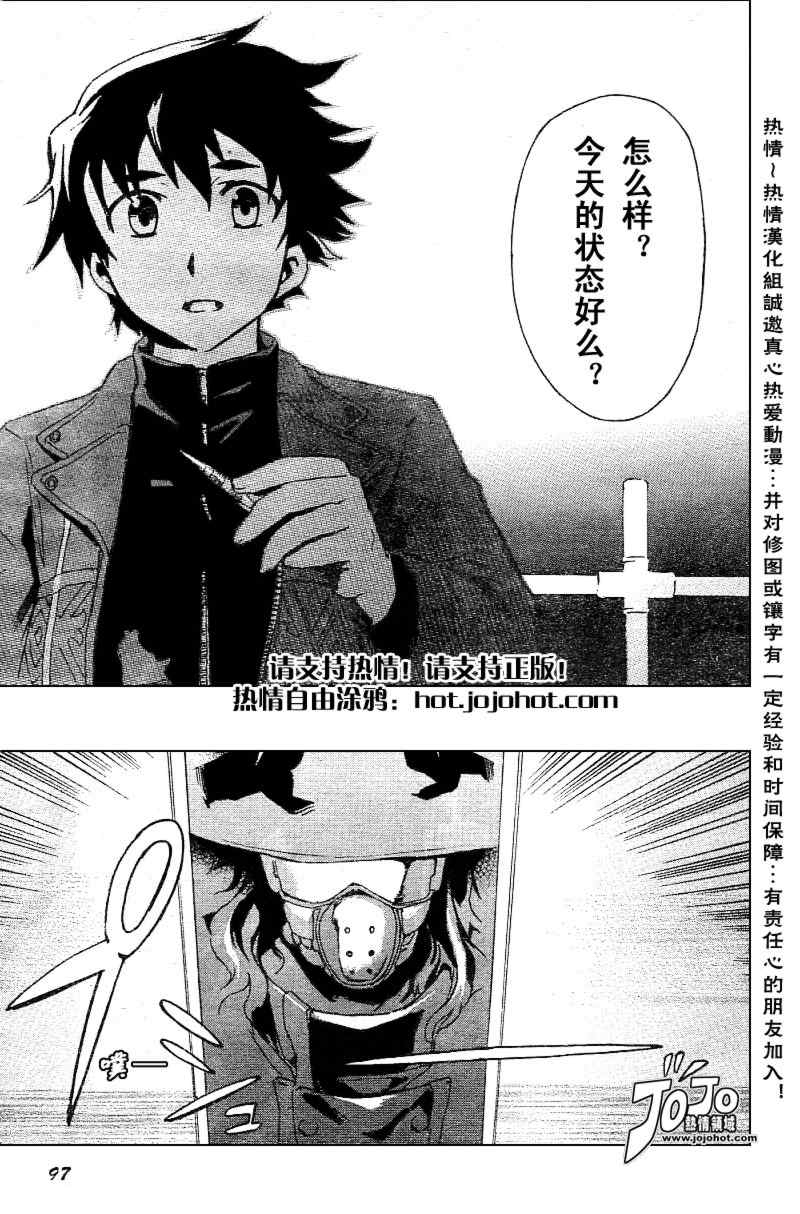 怎么样？
今天的状态好么？
请支持热情！请支持正版！
热情自由涂鸦：hot.jojohot.com
噗——
JOJO
热情領域
www.jojohot.com
97
热情～热情漢化組誠邀真心热爱動漫…并对修图或镶字有一定经验和时间保障…有责任心的朋友加入！